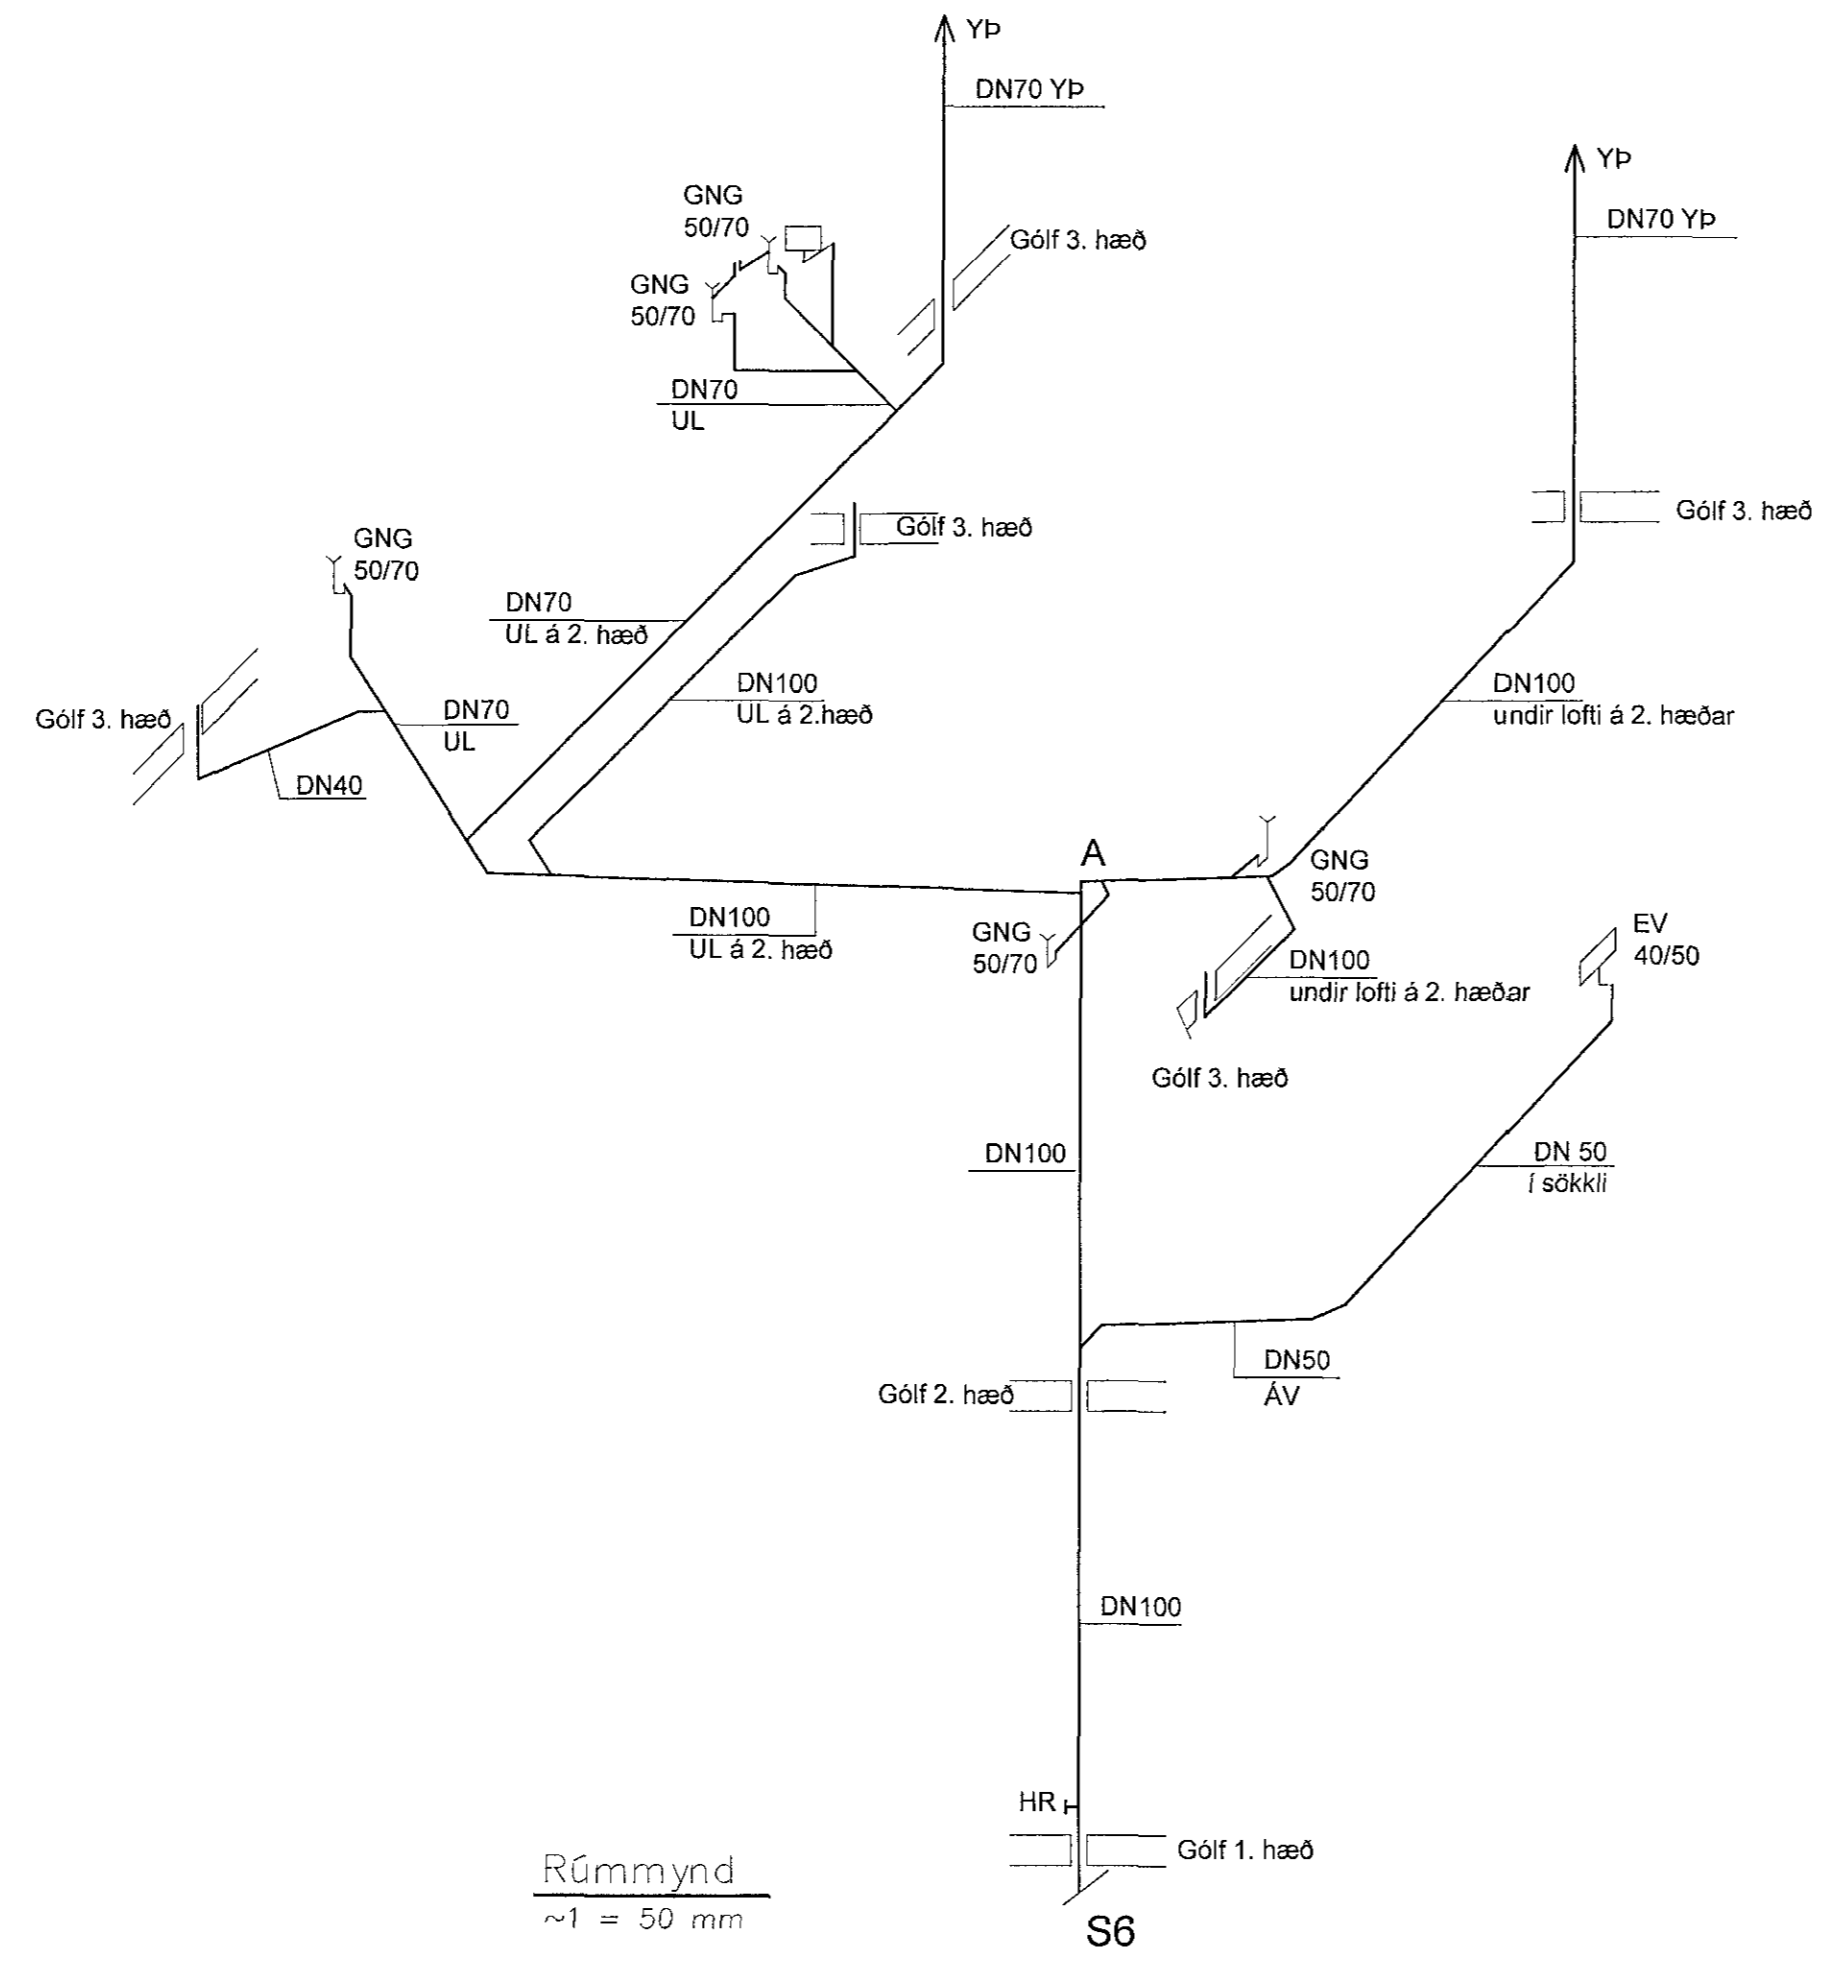 YÞ
DN70 YÞ
YÞ
DN70 YÞ
GNG
50/70
Gólf 3. hæð
GNG
50/70
DN70
UL
Gólf 3. hæð
Gólf 3. hæð
GNG
50/70
DN70
UL á 2. hæð
DN100
UL á 2.hæð
DN100
undir lofti á 2. hæðar
Gólf 3. hæð
DN70
UL
DN40
A
GNG
50/70
DN100
UL á 2. hæð
GNG
50/70
EV
40/50
DN100
undir lofti á 2. hæðar
Gólf 3. hæð
DN100
DN 50
í sökkli
DN50
ÁV
Gólf 2. hæð
DN100
HR
Gólf 1. hæð
Rúmmynd
~1 = 50 mm
S6